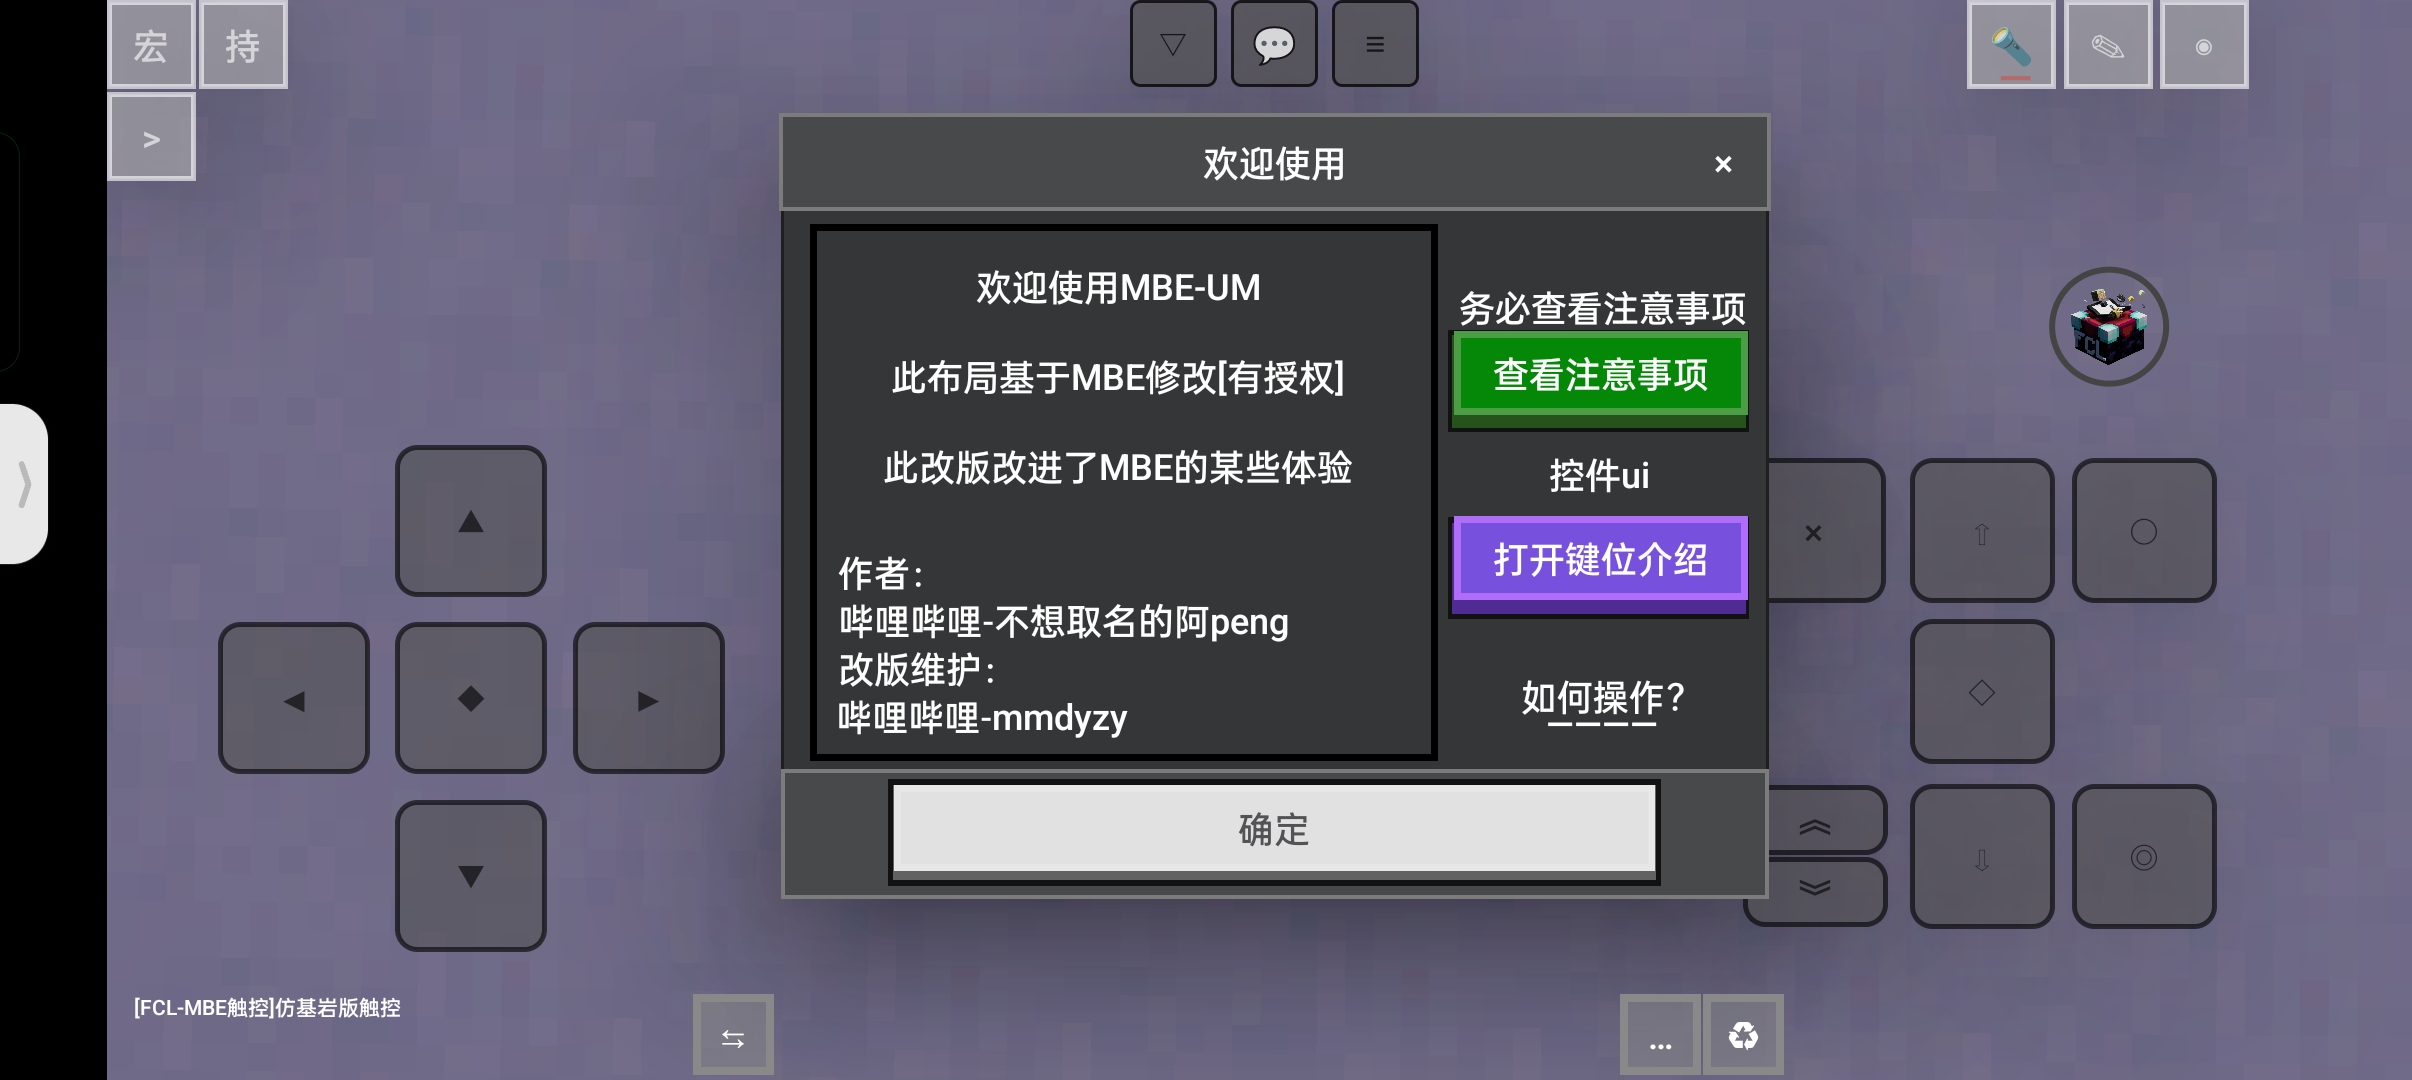 宏 持
>
欢迎使用 ×
欢迎使用MBE-UM
此布局基于MBE修改[有授权]
此改版改进了MBE的某些体验
作者：
哔哩哔哩-不想取名的阿peng
改版维护：
哔哩哔哩-mmdyzy
务必查看注意事项
查看注意事项
控件ui
打开键位介绍
如何操作？
确定
[FCL-MBE触控]仿基岩版触控
...
FCL